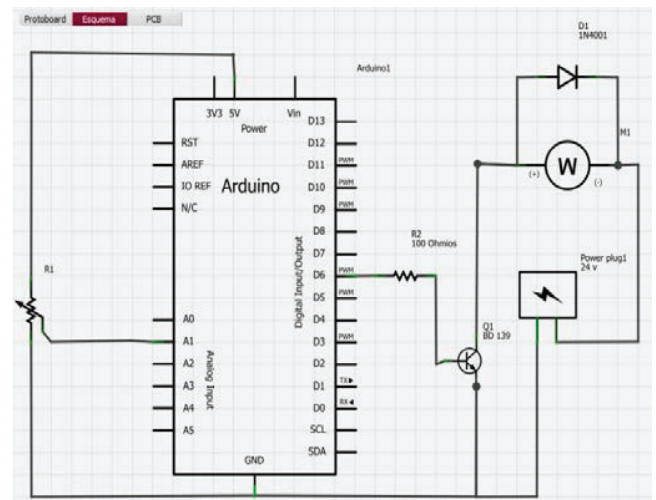 Protoboard Esquema PCB
D1
1N4001
Arduino1
3V3 5V Vin
Power
D13
RST D12
AREF D11 PWM
IO REF D10 PWM
N/C D9 PWM
Arduino
D8
D7
D6 PWM
D5 PWM
D4
D3 PWM
D2
D1 TX
D0 RX
SCL
SDA
Digital Input/Output
A0
A1
A2
A3
A4
A5
Analog Input
GND
R1
R2
100 Ohmios
M1
W
(+) (-)
Power plug1
24 v
Q1
BD 139